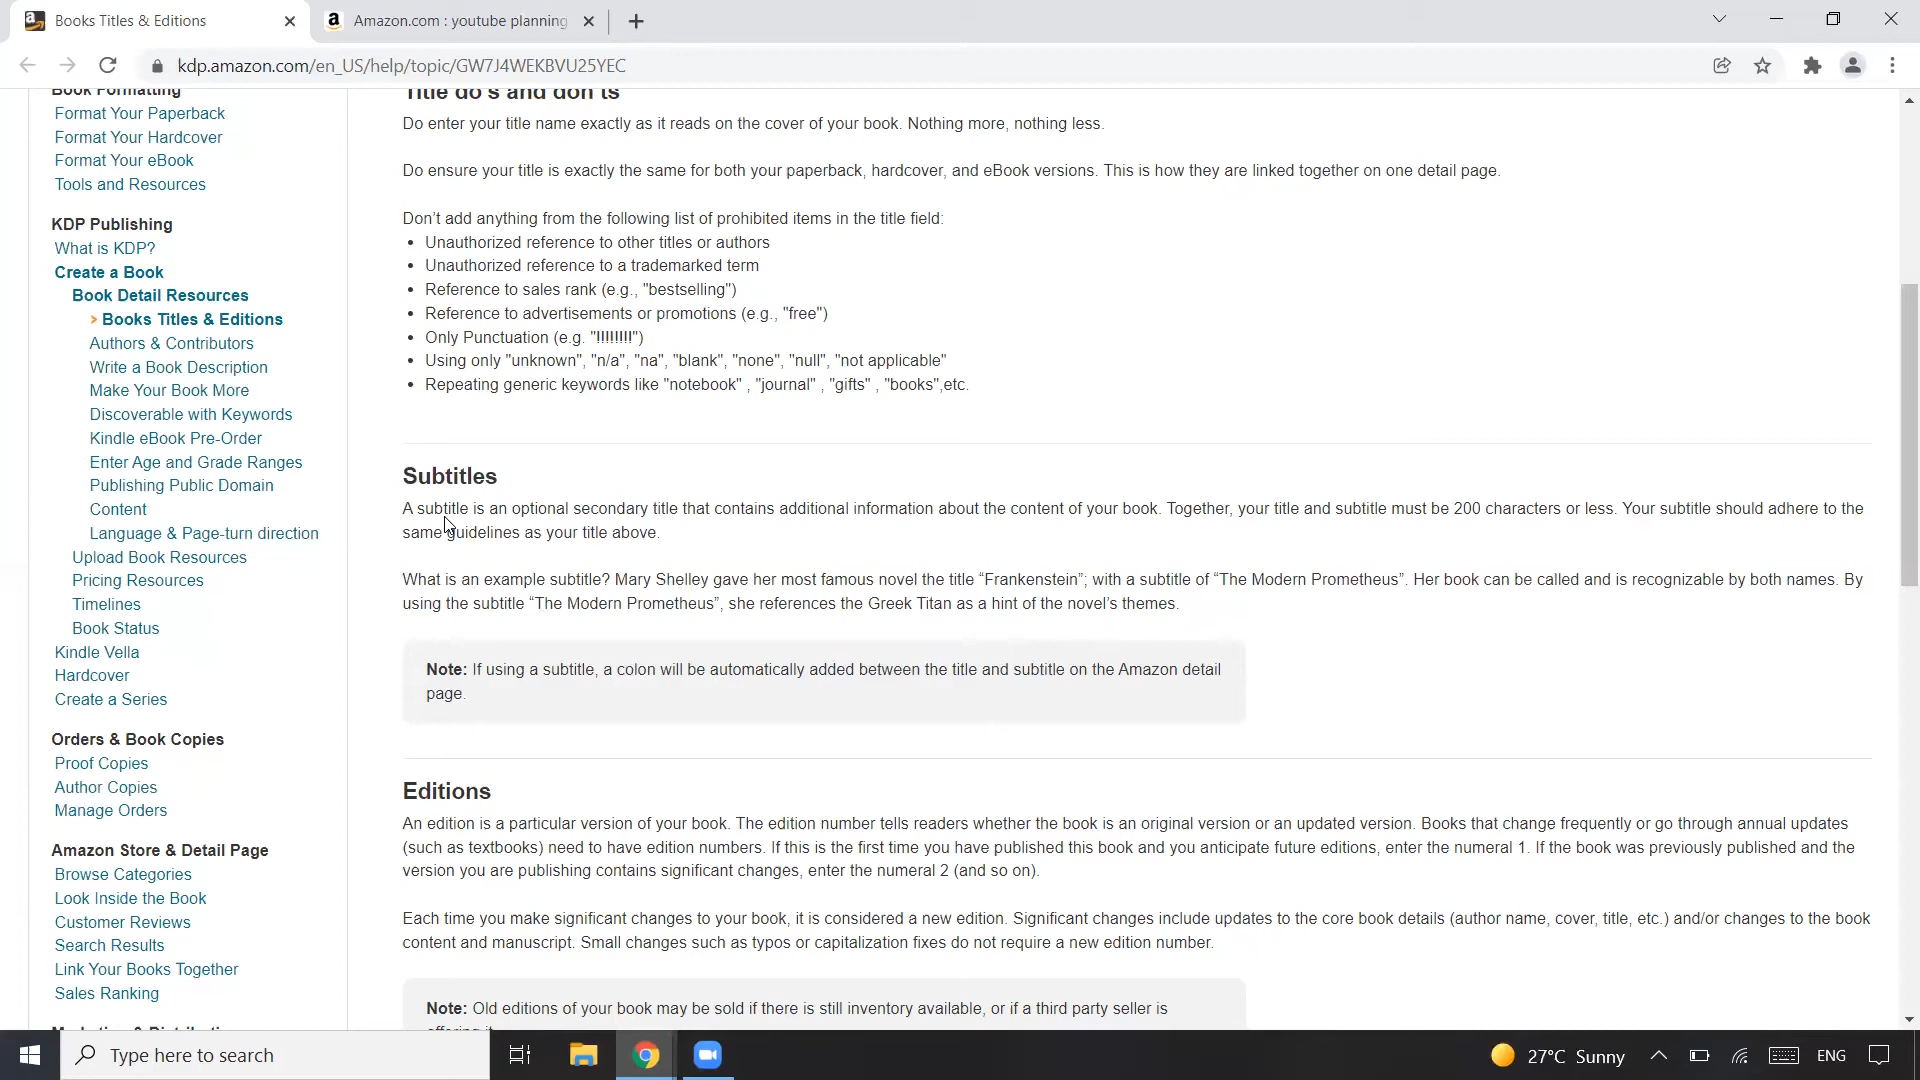 Books Titles & Editions
Amazon.com : youtube planning
kdp.amazon.com/en_US/help/topic/GW7J4WEKBVU25YEC
Book Formatting
Format Your Paperback
Format Your Hardcover
Format Your eBook
Tools and Resources
KDP Publishing
What is KDP?
Create a Book
Book Detail Resources
> Books Titles & Editions
Authors & Contributors
Write a Book Description
Make Your Book More
Discoverable with Keywords
Kindle eBook Pre-Order
Enter Age and Grade Ranges
Publishing Public Domain
Content
Language & Page-turn direction
Upload Book Resources
Pricing Resources
Timelines
Book Status
Kindle Vella
Hardcover
Create a Series
Orders & Book Copies
Proof Copies
Author Copies
Manage Orders
Amazon Store & Detail Page
Browse Categories
Look Inside the Book
Customer Reviews
Search Results
Link Your Books Together
Sales Ranking
Title do's and don'ts
Do enter your title name exactly as it reads on the cover of your book. Nothing more, nothing less.
Do ensure your title is exactly the same for both your paperback, hardcover, and eBook versions. This is how they are linked together on one detail page.
Don't add anything from the following list of prohibited items in the title field:
• Unauthorized reference to other titles or authors
• Unauthorized reference to a trademarked term
• Reference to sales rank (e.g., "bestselling")
• Reference to advertisements or promotions (e.g., "free")
• Only Punctuation (e.g. "!!!!!!!!")
• Using only "unknown", "n/a", "na", "blank", "none", "null", "not applicable"
• Repeating generic keywords like "notebook" , "journal" , "gifts" , "books",etc.
Subtitles
A subtitle is an optional secondary title that contains additional information about the content of your book. Together, your title and subtitle must be 200 characters or less. Your subtitle should adhere to the
same guidelines as your title above.
What is an example subtitle? Mary Shelley gave her most famous novel the title “Frankenstein”; with a subtitle of “The Modern Prometheus”. Her book can be called and is recognizable by both names. By
using the subtitle “The Modern Prometheus”, she references the Greek Titan as a hint of the novel’s themes.
Note: If using a subtitle, a colon will be automatically added between the title and subtitle on the Amazon detail
page.
Editions
An edition is a particular version of your book. The edition number tells readers whether the book is an original version or an updated version. Books that change frequently or go through annual updates
(such as textbooks) need to have edition numbers. If this is the first time you have published this book and you anticipate future editions, enter the numeral 1. If the book was previously published and the
version you are publishing contains significant changes, enter the numeral 2 (and so on).
Each time you make significant changes to your book, it is considered a new edition. Significant changes include updates to the core book details (author name, cover, title, etc.) and/or changes to the book
content and manuscript. Small changes such as typos or capitalization fixes do not require a new edition number.
Note: Old editions of your book may be sold if there is still inventory available, or if a third party seller is
Type here to search
27°C Sunny
ENG